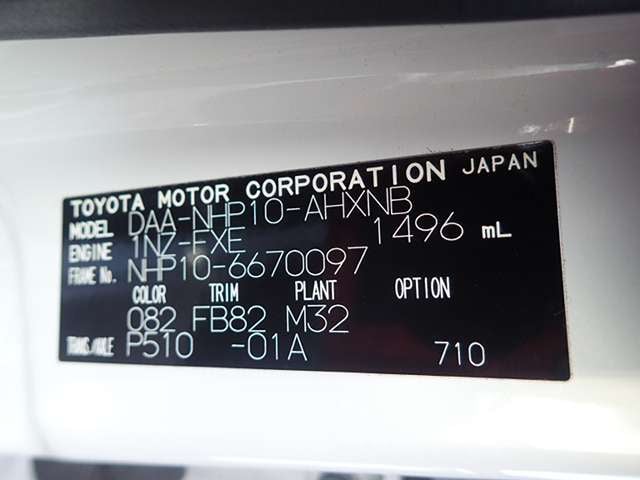 TOYOTA MOTOR CORPORATION JAPAN
MODEL DAA-NHP10-AHXNB
ENGINE 1NZ-FXE 1496 mL
FRAME No. NHP10-6670097
COLOR TRIM PLANT OPTION
082 FB82 M32
TRANS/AXLE P510 -01A 710